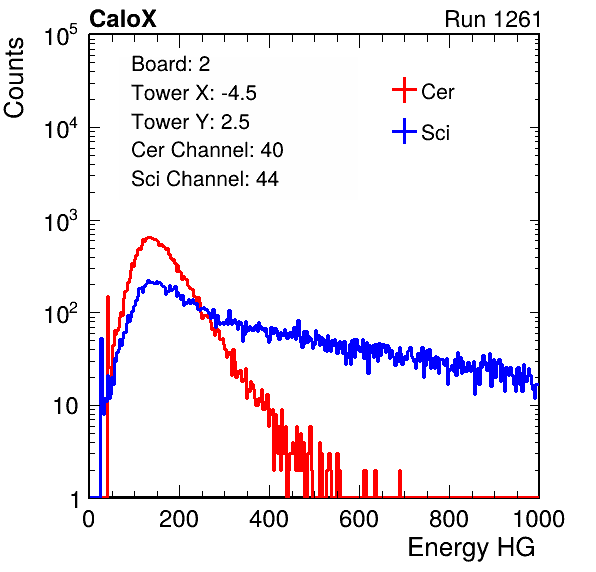 CaloX Run 1261
Counts
10^5
10^4
10^3
10^2
10
1
Board: 2
Tower X: -4.5
Tower Y: 2.5
Cer Channel: 40
Sci Channel: 44
Cer
Sci
0 200 400 600 800 1000
Energy HG